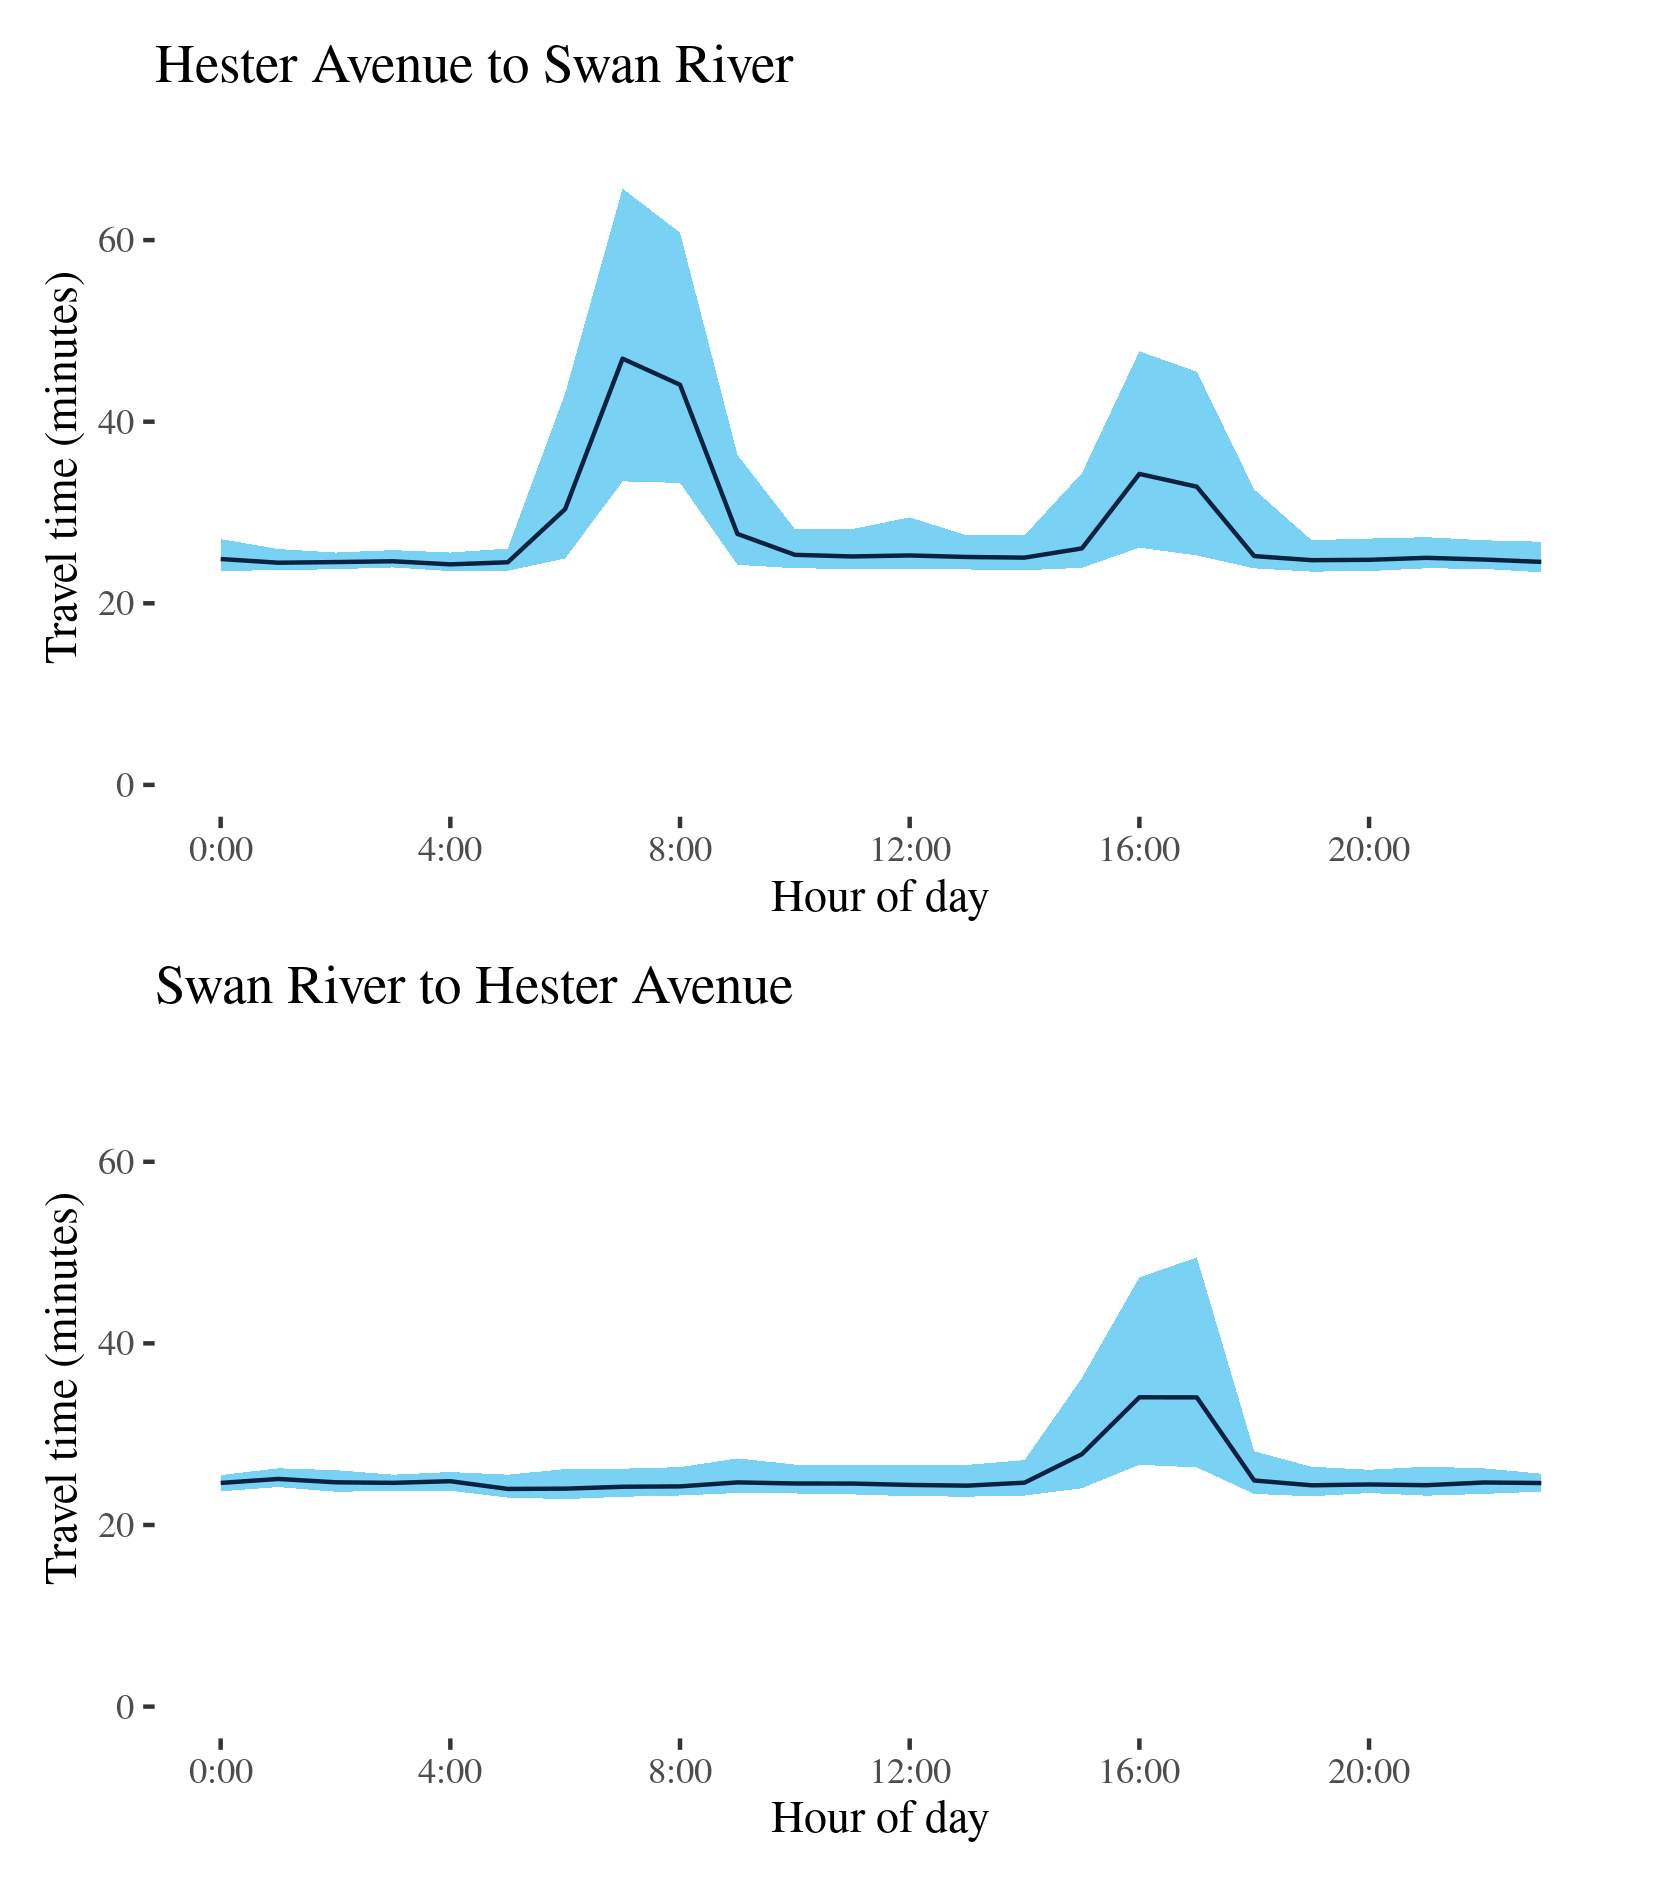 Hester Avenue to Swan River
Travel time (minutes)
60
40
20
0
0:00 4:00 8:00 12:00 16:00 20:00
Hour of day
Swan River to Hester Avenue
Travel time (minutes)
60
40
20
0
0:00 4:00 8:00 12:00 16:00 20:00
Hour of day